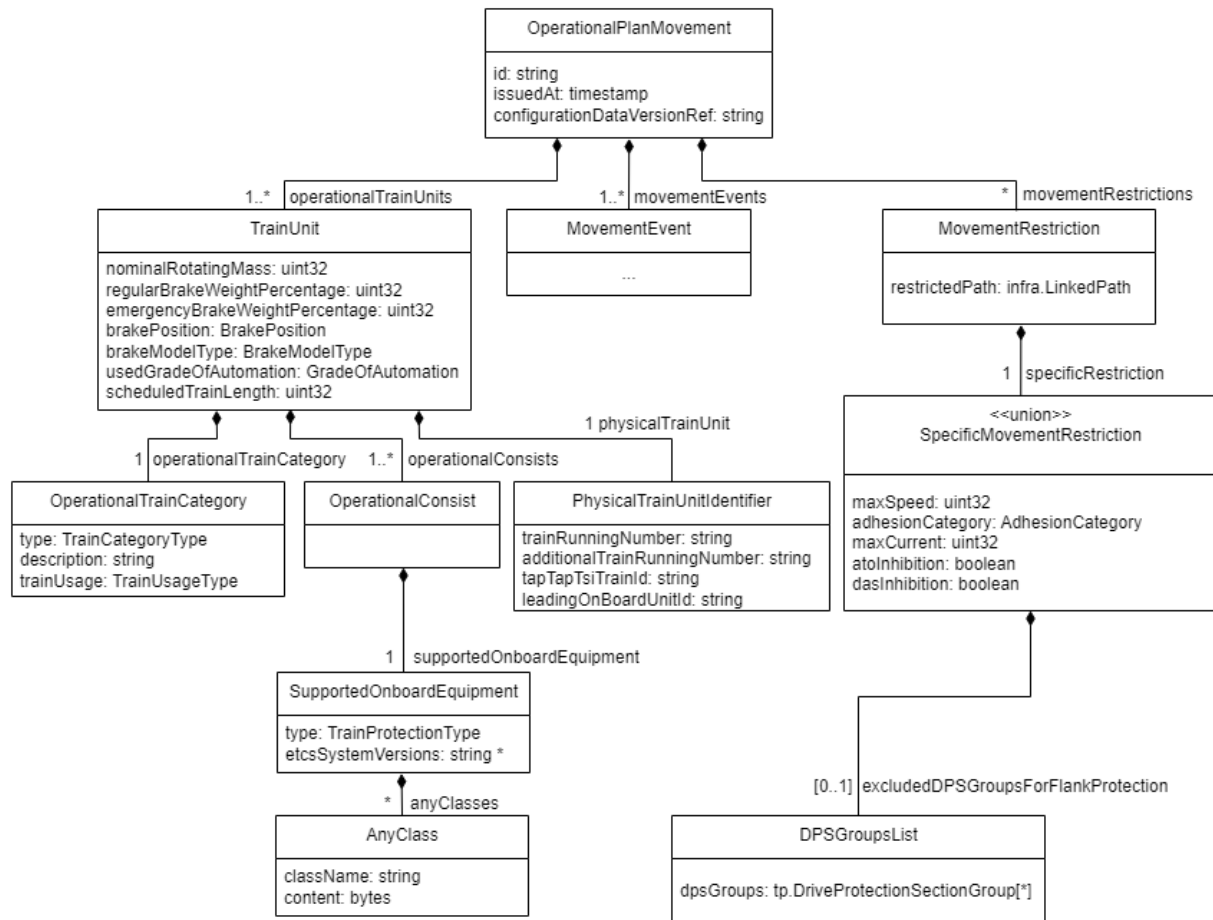 OperationalPlanMovement
id: string
issuedAt: timestamp
configurationDataVersionRef: string
1..* operationalTrainUnits
1..* movementEvents
* movementRestrictions
TrainUnit
nominalRotatingMass: uint32
regularBrakeWeightPercentage: uint32
emergencyBrakeWeightPercentage: uint32
brakePosition: BrakePosition
brakeModelType: BrakeModelType
usedGradeOfAutomation: GradeOfAutomation
scheduledTrainLength: uint32
MovementEvent
...
MovementRestriction
restrictedPath: infra.LinkedPath
1 specificRestriction
<<union>>
SpecificMovementRestriction
maxSpeed: uint32
adhesionCategory: AdhesionCategory
maxCurrent: uint32
atoInhibition: boolean
dasInhibition: boolean
1 operationalTrainCategory
1..* operationalConsists
1 physicalTrainUnit
OperationalTrainCategory
type: TrainCategoryType
description: string
trainUsage: TrainUsageType
OperationalConsist
PhysicalTrainUnitIdentifier
trainRunningNumber: string
additionalTrainRunningNumber: string
tapTapTsiTrainId: string
leadingOnBoardUnitId: string
1 supportedOnboardEquipment
SupportedOnboardEquipment
type: TrainProtectionType
etcsSystemVersions: string *
* anyClasses
AnyClass
className: string
content: bytes
[0..1] excludedDPSGroupsForFlankProtection
DPSGroupsList
dpsGroups: tp.DriveProtectionSectionGroup[*]